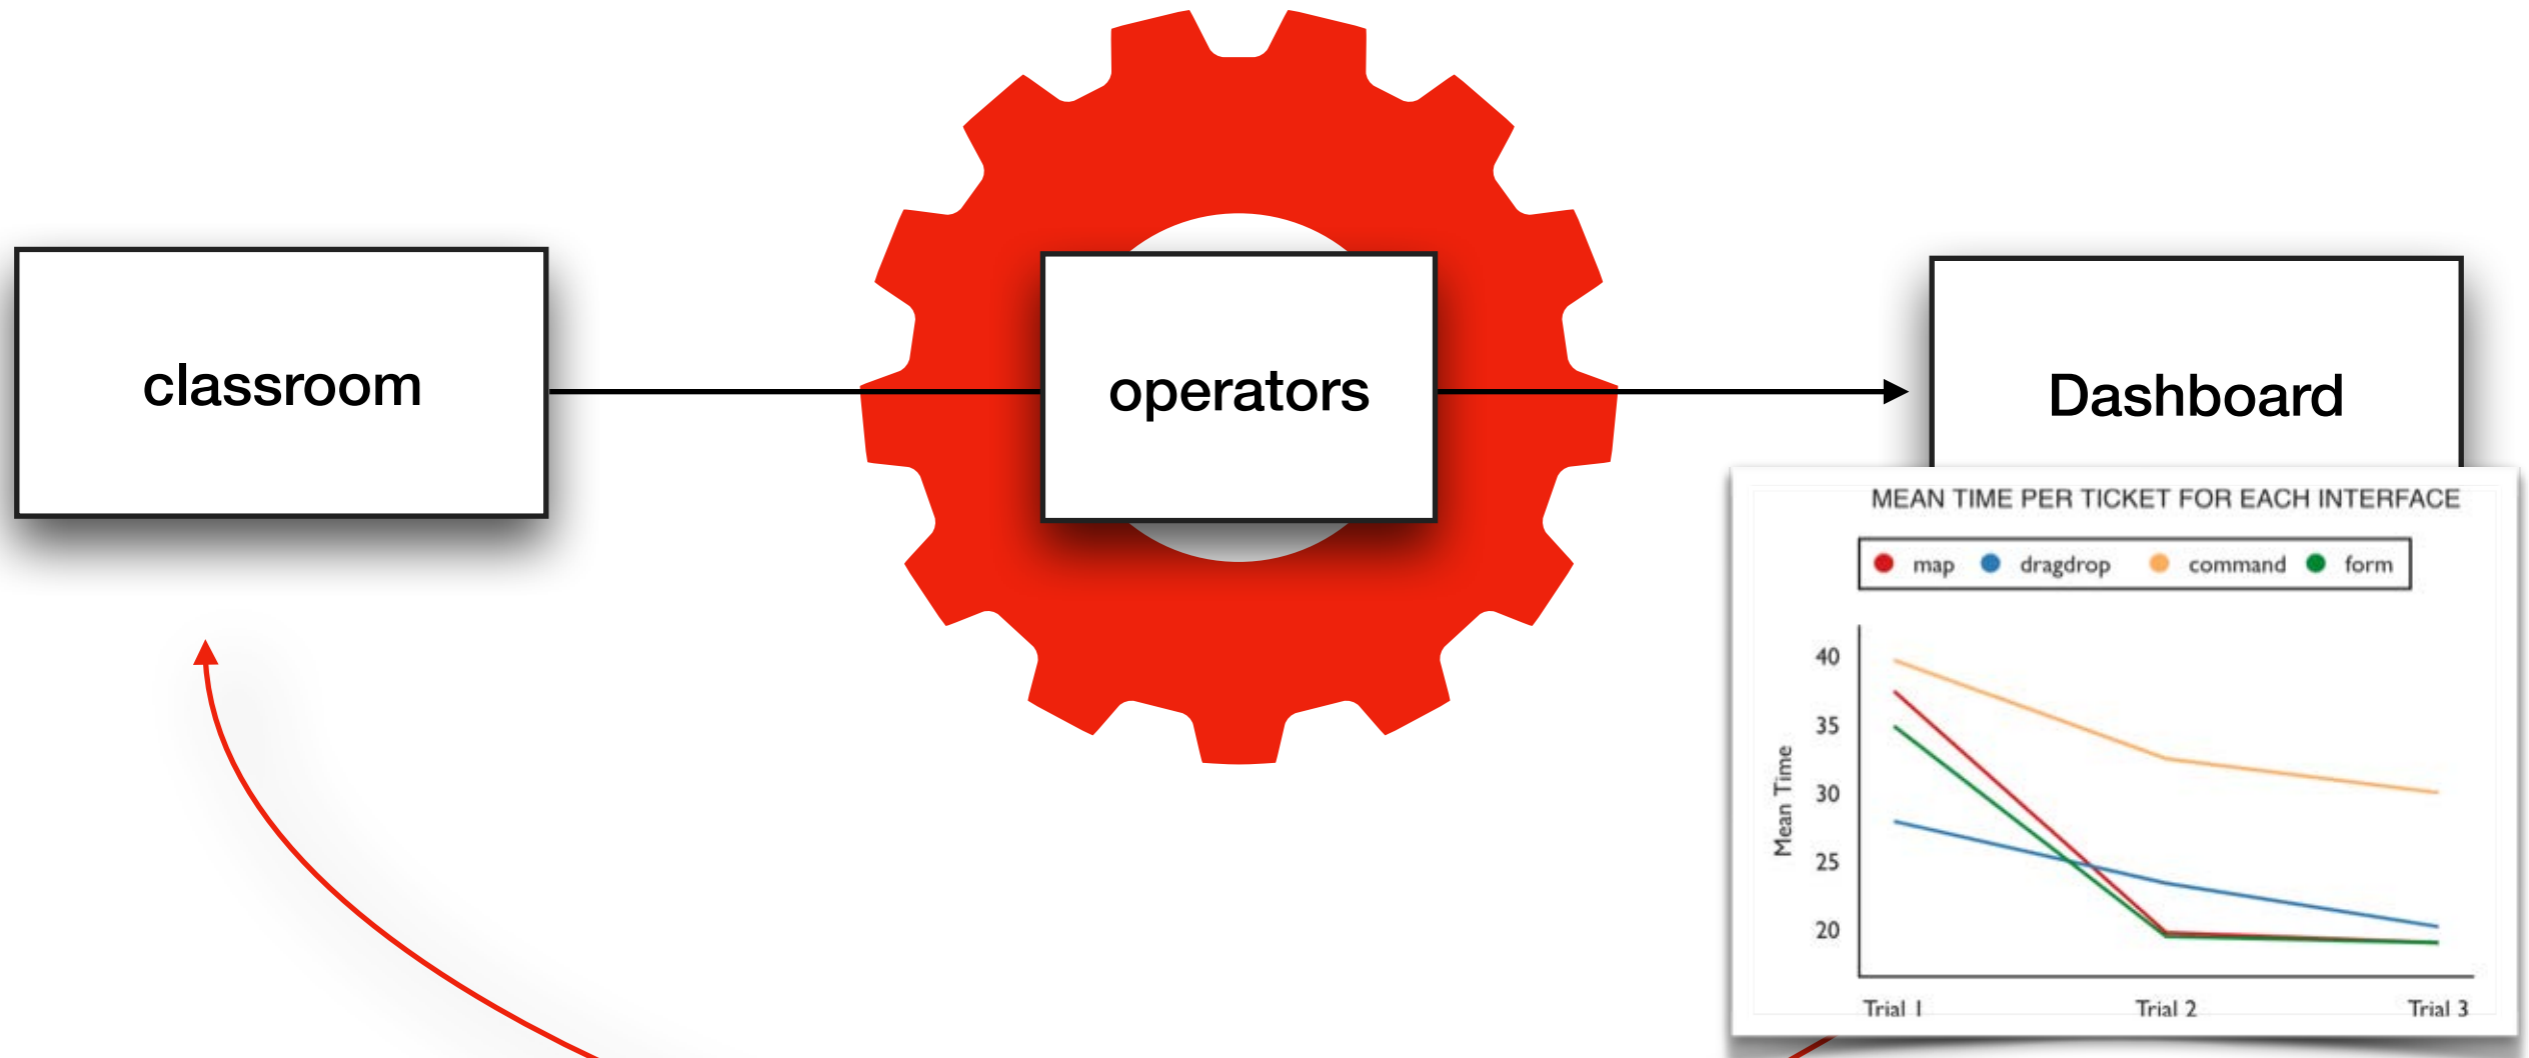 classroom
operators
Dashboard
MEAN TIME PER TICKET FOR EACH INTERFACE
map dragdrop command form
40
35
30
25
20
Mean Time
Trial 1 Trial 2 Trial 3